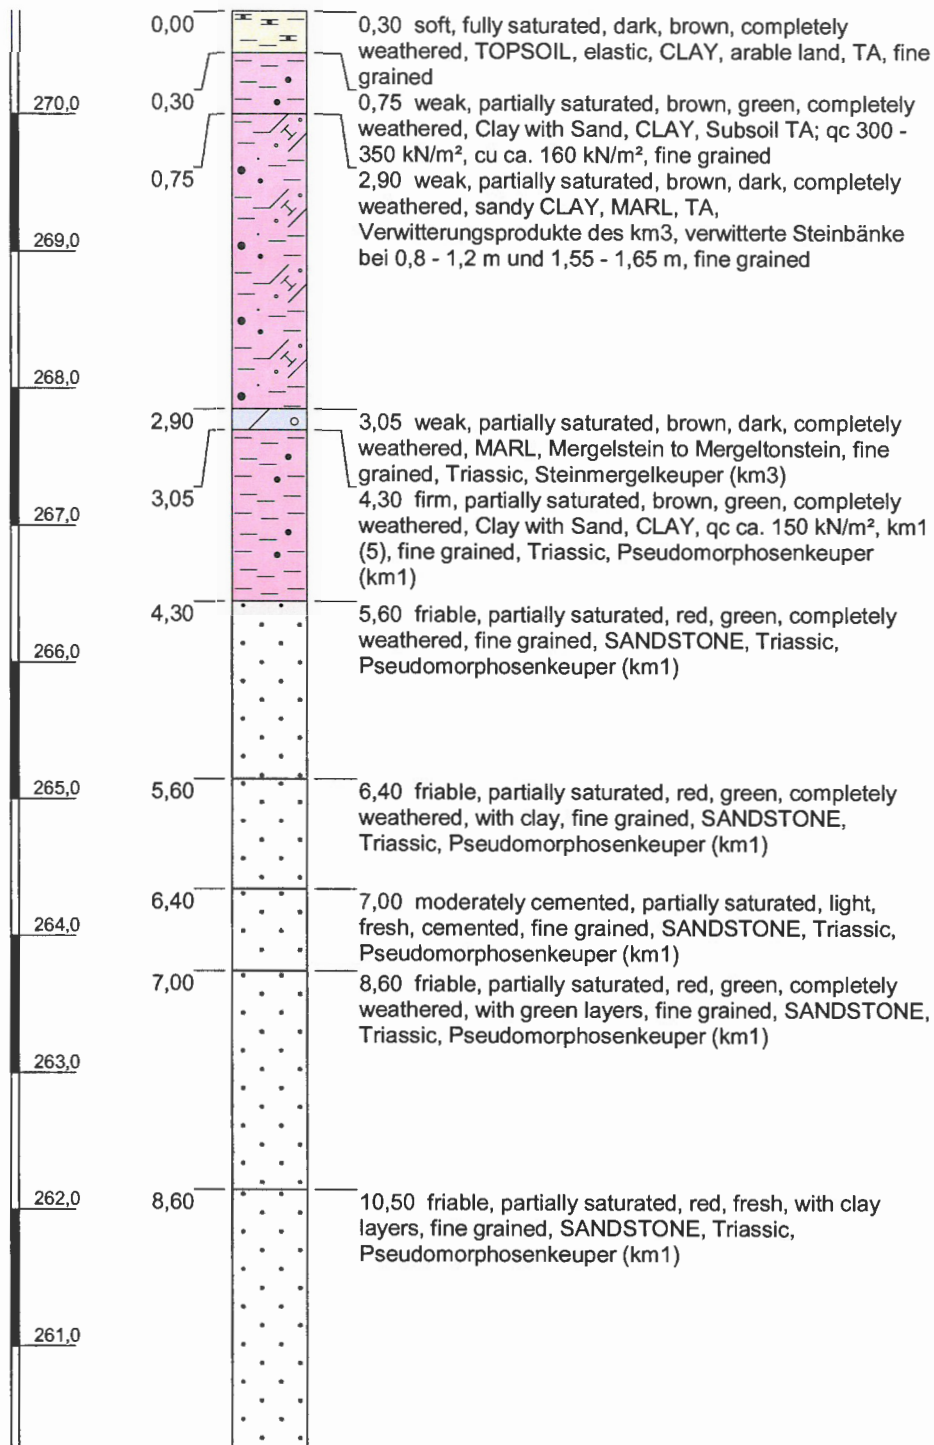 0,00
0,30 soft, fully saturated, dark, brown, completely
weathered, TOPSOIL, elastic, CLAY, arable land, TA, fine
grained
270,0
0,30
0,75 weak, partially saturated, brown, green, completely
weathered, Clay with Sand, CLAY, Subsoil TA; qc 300 -
350 kN/m², cu ca. 160 kN/m², fine grained
0,75
2,90 weak, partially saturated, brown, dark, completely
weathered, sandy CLAY, MARL, TA,
Verwitterungsprodukte des km3, verwitterte Steinbänke
bei 0,8 - 1,2 m und 1,55 - 1,65 m, fine grained
269,0
268,0
2,90
3,05 weak, partially saturated, brown, dark, completely
weathered, MARL, Mergelstein to Mergeltonstein, fine
grained, Triassic, Steinmergelkeuper (km3)
3,05
4,30 firm, partially saturated, brown, green, completely
weathered, Clay with Sand, CLAY, qc ca. 150 kN/m², km1
(5), fine grained, Triassic, Pseudomorphosenkeuper
(km1)
267,0
4,30
5,60 friable, partially saturated, red, green, completely
weathered, fine grained, SANDSTONE, Triassic,
Pseudomorphosenkeuper (km1)
266,0
265,0
5,60
6,40 friable, partially saturated, red, green, completely
weathered, with clay, fine grained, SANDSTONE,
Triassic, Pseudomorphosenkeuper (km1)
6,40
7,00 moderately cemented, partially saturated, light,
fresh, cemented, fine grained, SANDSTONE, Triassic,
Pseudomorphosenkeuper (km1)
264,0
7,00
8,60 friable, partially saturated, red, green, completely
weathered, with green layers, fine grained, SANDSTONE,
Triassic, Pseudomorphosenkeuper (km1)
263,0
262,0
8,60
10,50 friable, partially saturated, red, fresh, with clay
layers, fine grained, SANDSTONE, Triassic,
Pseudomorphosenkeuper (km1)
261,0